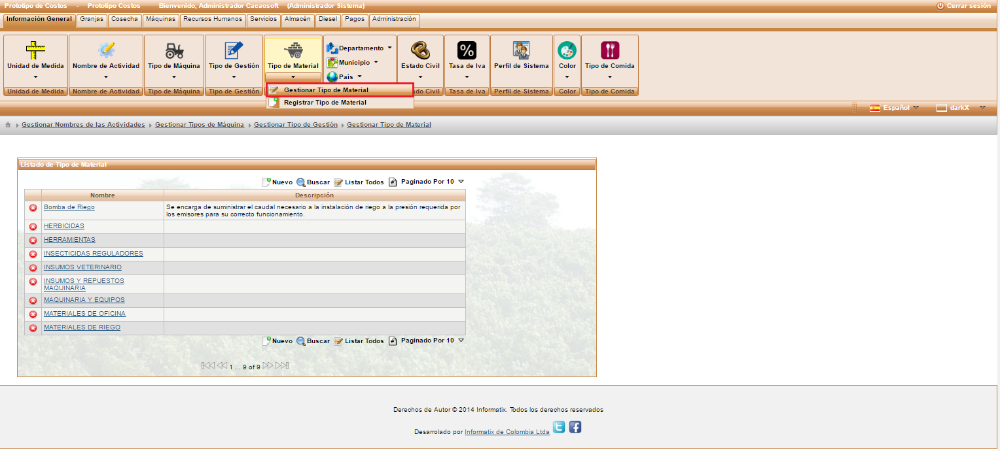 Prototipo de Costos - Prototipo Costos Bienvenido, Administrador Cacaosoft (Administrador Sistema) Cerrar sesión
Información General Granjas Cosecha Máquinas Recursos Humanos Servicios Almacén Diesel Pagos Administración
Departamento
Unidad de Medida Nombre de Actividad Tipo de Máquina Tipo de Gestión Tipo de Material Municipio Estado Civil Tasa de Iva Perfil de Sistema Color Tipo de Comida
País
Unidad de Medida Nombre de Actividad Tipo de Máquina Tipo de Gestión Gestionar Tipo de Material do Civil Tasa de Iva Perfil de Sistema Color Tipo de Comida
Registrar Tipo de Material
Español darkX
Gestionar Nombres de las Actividades Gestionar Tipos de Máquina Gestionar Tipo de Gestión Gestionar Tipo de Material
Listado de Tipo de Material
Nuevo Buscar Listar Todos # Paginado Por 10
Nombre Descripción
Bomba de Riego Se encarga de suministrar el caudal necesario a la instalación de riego a la presión requerida por
los emisores para su correcto funcionamiento.
HERBICIDAS
HERRAMIENTAS
INSECTICIDAS REGULADORES
INSUMOS VETERINARIO
INSUMOS Y REPUESTOS
MAQUINARIA
MAQUINARIA Y EQUIPOS
MATERIALES DE OFICINA
MATERIALES DE RIEGO
Nuevo Buscar Listar Todos # Paginado Por 10
1 ... 9 of 9
Derechos de Autor © 2014 Informatix. Todos los derechos reservados
Desarrolado por Informatix de Colombia Ltda